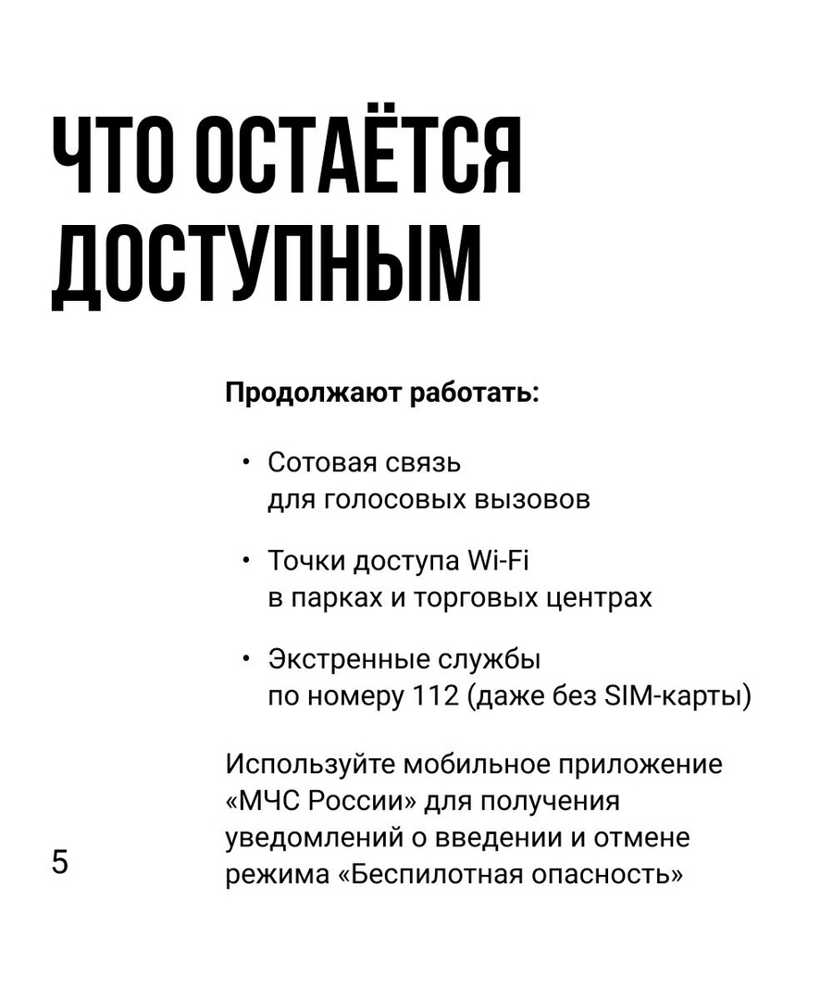 ЧТО ОСТАЁТСЯ
ДОСТУПНЫМ
Продолжают работать:
• Сотовая связь
для голосовых вызовов
• Точки доступа Wi-Fi
в парках и торговых центрах
• Экстренные службы
по номеру 112 (даже без SIM-карты)
Используйте мобильное приложение
«МЧС России» для получения
уведомлений о введении и отмене
режима «Беспилотная опасность»
5